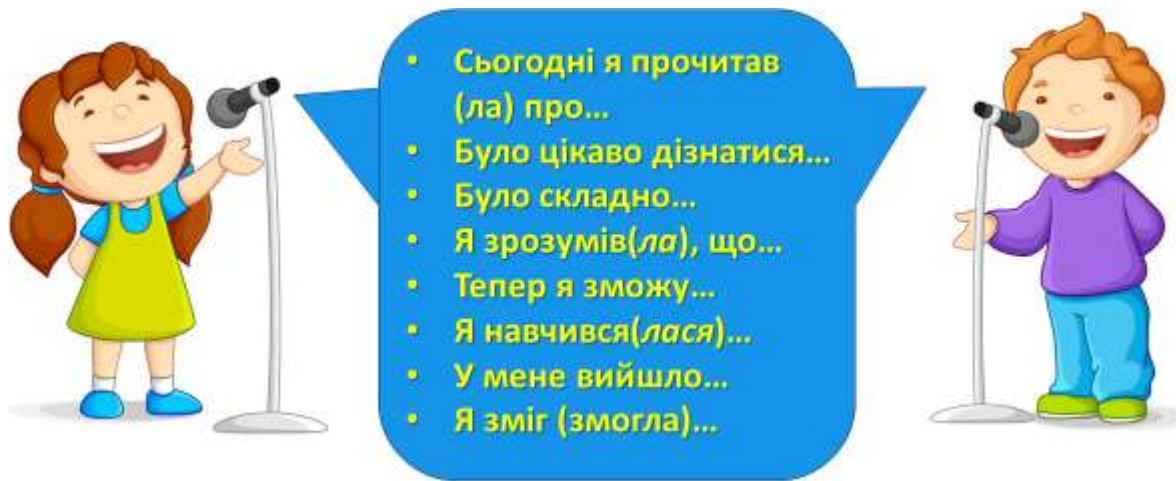 • Сьогодні я прочитав
(ла) про...
• Було цікаво дізнатися...
• Було складно...
• Я зрозумів(ла), що...
• Тепер я зможу...
• Я навчився(лася)...
• У мене вийшло...
• Я зміг (змогла)...